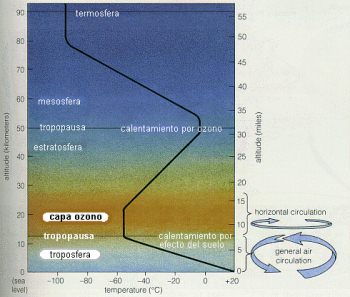 90
80
70
60
50
40
30
20
10
0
(sea
level)
altitude (kilometers)
termosfera
mesosfera
tropopausa
calentamiento por ozono
estratosfera
capa ozono
tropopausa
calentamiento por
efecto del suelo
troposfera
55
50
45
40
35
30
25
20
15
10
5
0
altitude (miles)
horizontal circulation
general air
circulation
−100 −80 −60 −40 −20 0 +20
temperature (°C)